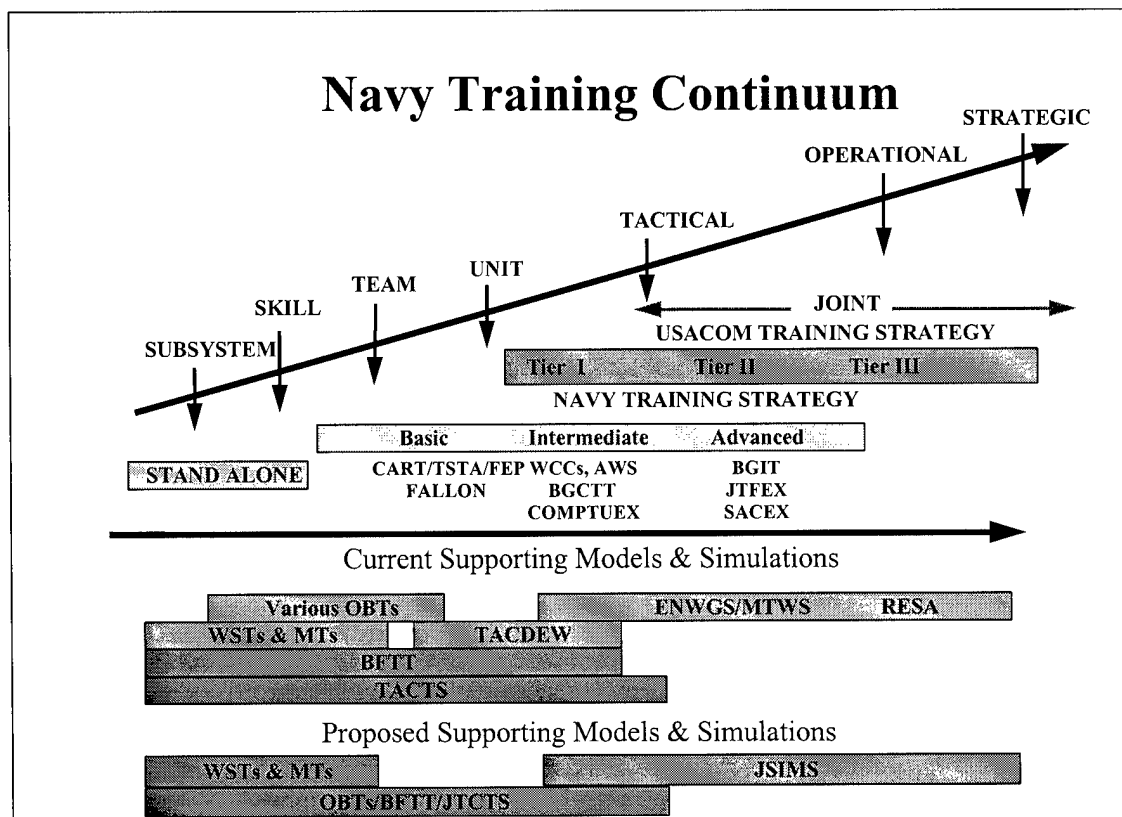 Navy Training Continuum
STRATEGIC
OPERATIONAL
TACTICAL
UNIT
TEAM
SKILL
SUBSYSTEM
JOINT
USACOM TRAINING STRATEGY
Tier I Tier II Tier III
NAVY TRAINING STRATEGY
Basic Intermediate Advanced
STAND ALONE
CART/TSTA/FEP WCCs, AWS BGIT
FALLON BGCTT JTFEX
COMPTUEX SACEX
Current Supporting Models & Simulations
Various OBTs ENWGS/MTWS RESA
WSTs & MTs TACDEW
BFTT
TACTS
Proposed Supporting Models & Simulations
WSTs & MTs JSIMS
OBTs/BFTT/JTCTS